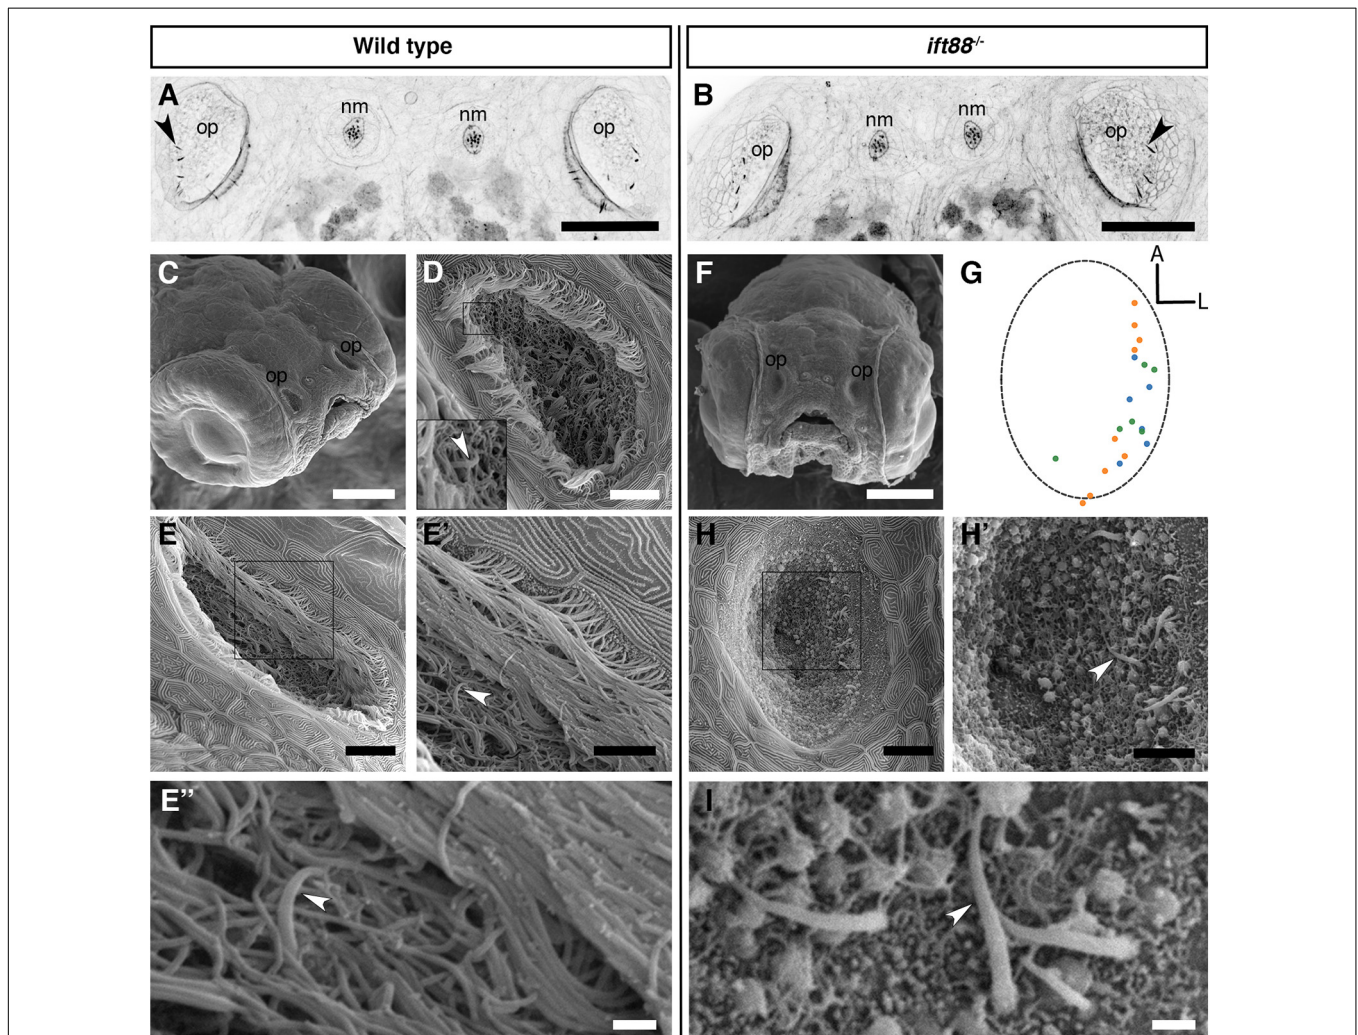 Wild type
ift88-/-
A
op
nm
nm
op
B
op
nm
nm
op
C
op
op
D
F
op
op
G
A
L
E
E’
H
H’
E’’
I